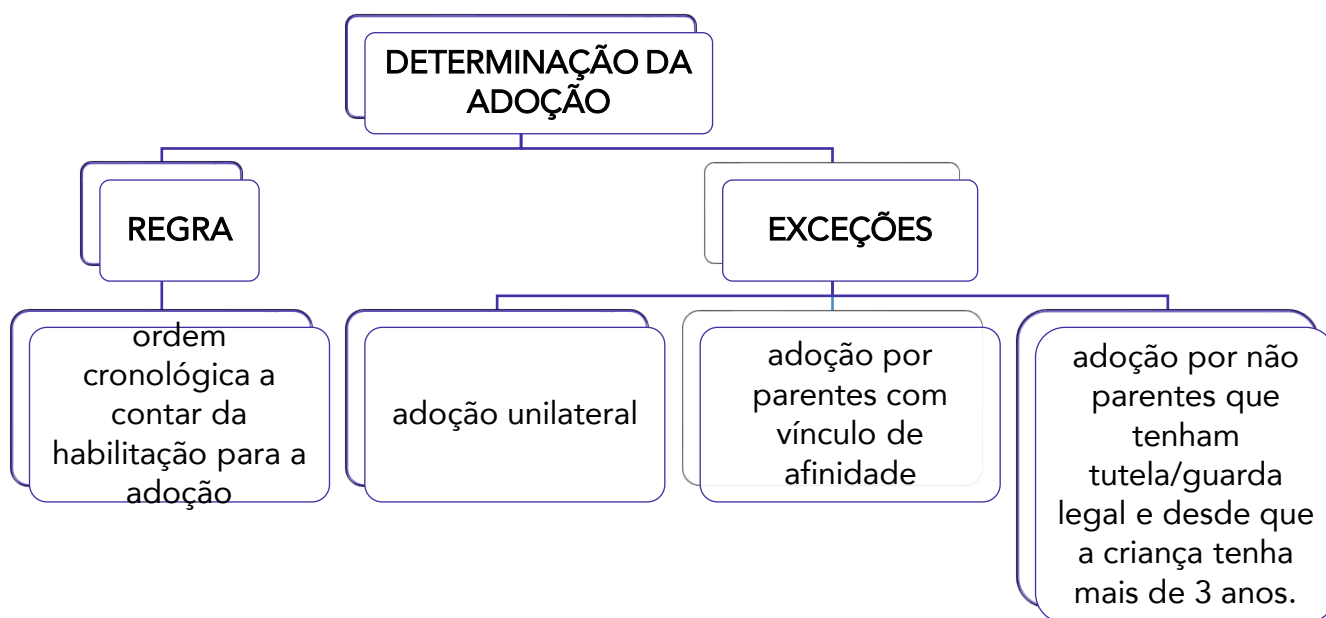 DETERMINAÇÃO DA
ADOÇÃO
REGRA
EXCEÇÕES
ordem
cronológica a
contar da
habilitação para a
adoção
adoção unilateral
adoção por
parentes com
vínculo de
afinidade
adoção por não
parentes que
tenham
tutela/guarda
legal e desde que
a criança tenha
mais de 3 anos.